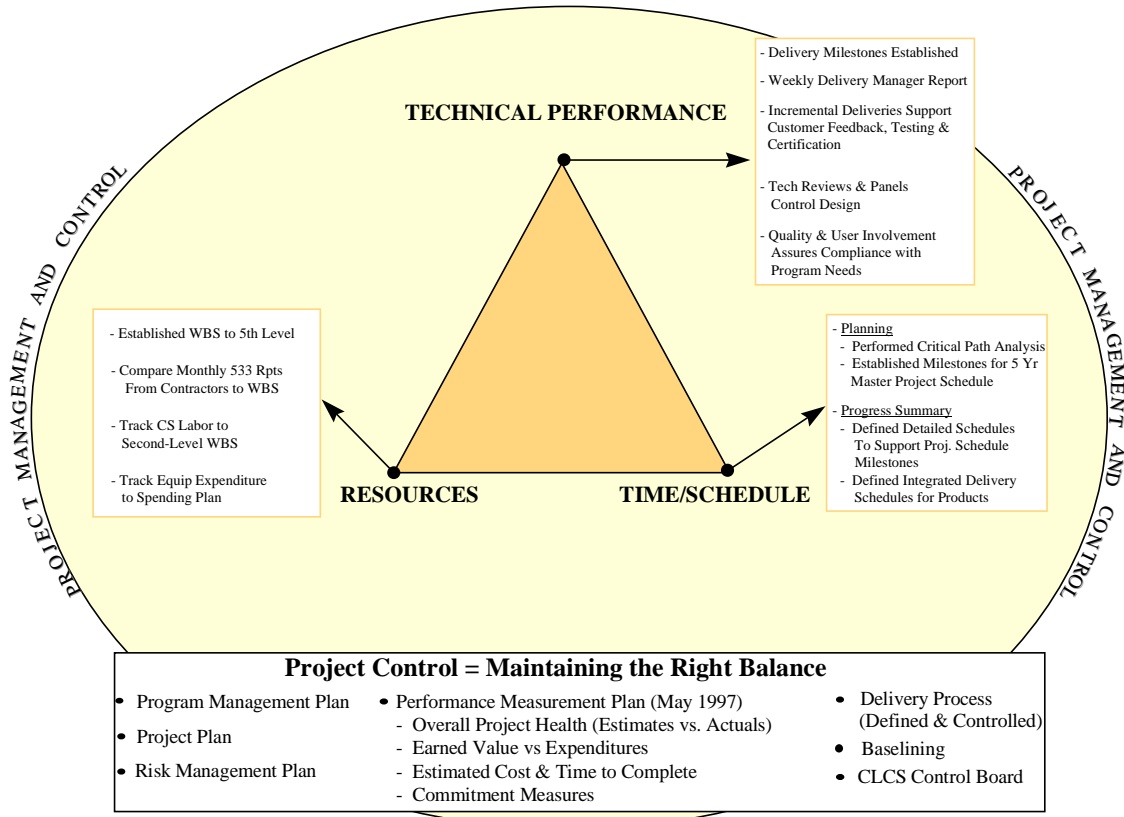 - Delivery Milestones Established
- Weekly Delivery Manager Report
- Incremental Deliveries Support
Customer Feedback, Testing &
Certification
- Tech Reviews & Panels
Control Design
- Quality & User Involvement
Assures Compliance with
Program Needs
TECHNICAL PERFORMANCE
PROJECT MANAGEMENT AND CONTROL
PROJECT MANAGEMENT AND CONTROL
- Established WBS to 5th Level
- Compare Monthly 533 Rpts
From Contractors to WBS
- Track CS Labor to
Second-Level WBS
- Track Equip Expenditure
to Spending Plan
- Planning
- Performed Critical Path Analysis
- Established Milestones for 5 Yr
Master Project Schedule
- Progress Summary
- Defined Detailed Schedules
To Support Proj. Schedule
Milestones
- Defined Integrated Delivery
Schedules for Products
RESOURCES
TIME/SCHEDULE
Project Control = Maintaining the Right Balance
• Program Management Plan
• Project Plan
• Risk Management Plan
• Performance Measurement Plan (May 1997)
- Overall Project Health (Estimates vs. Actuals)
- Earned Value vs Expenditures
- Estimated Cost & Time to Complete
- Commitment Measures
• Delivery Process
(Defined & Controlled)
• Baselining
• CLCS Control Board